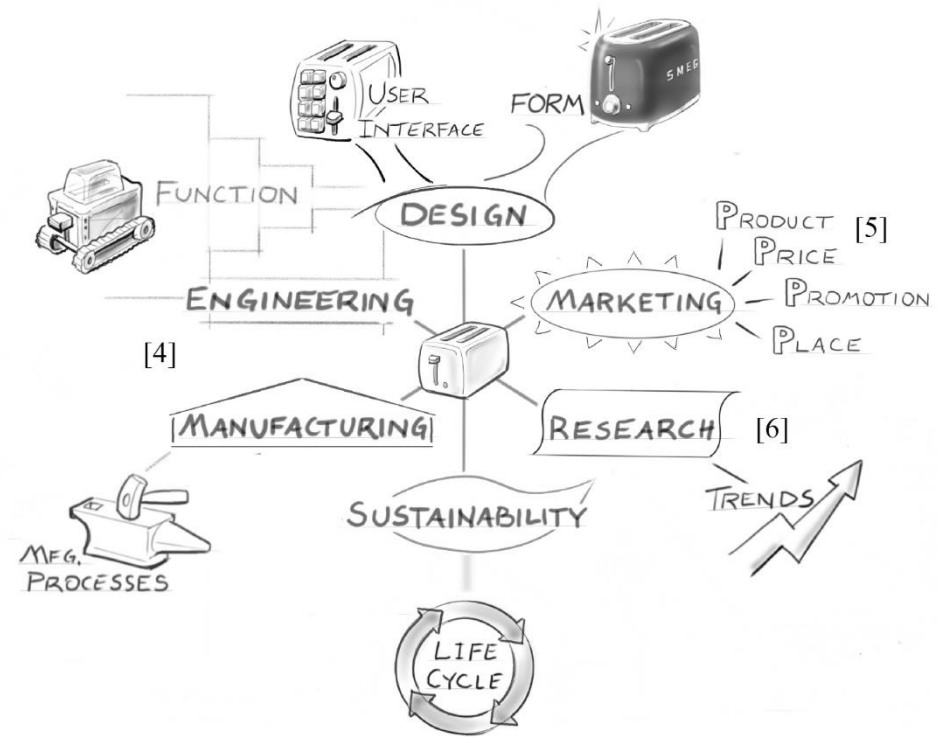 USER
INTERFACE
FORM
SMEG
FUNCTION
DESIGN
PRODUCT [5]
PRICE
PROMOTION
PLACE
ENGINEERING
MARKETING
[4]
MANUFACTURING
RESEARCH [6]
TRENDS
SUSTAINABILITY
MFG.
PROCESSES
LIFE
CYCLE